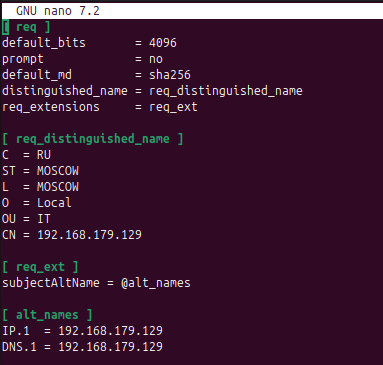 GNU nano 7.2
[ req ]
default_bits       = 4096
prompt             = no
default_md         = sha256
distinguished_name = req_distinguished_name
req_extensions     = req_ext
[ req_distinguished_name ]
C  = RU
ST = MOSCOW
L  = MOSCOW
O  = Local
OU = IT
CN = 192.168.179.129
[ req_ext ]
subjectAltName = @alt_names
[ alt_names ]
IP.1  = 192.168.179.129
DNS.1 = 192.168.179.129